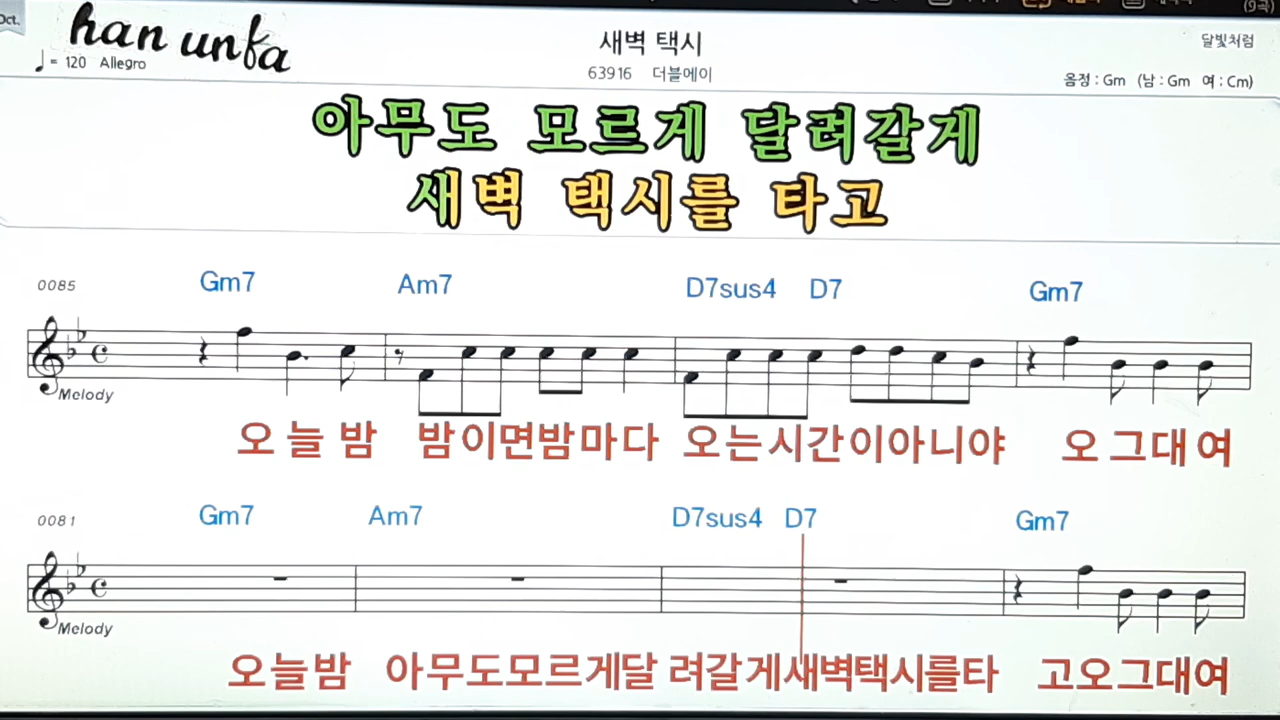 Oct.
han unfa
(9곡)
♩ = 120 Allegro
새벽 택시
63916 더블에이
달빛처럼
음정 : Gm (남 : Gm 여 : Cm)
아무도 모르게 달려갈게
새벽 택시를 타고
0085
Gm7 Am7 D7sus4 D7 Gm7
Melody
오늘밤 밤이면밤마다 오는시간이아니야 오그대여
0081
Gm7 Am7 D7sus4 D7 Gm7
Melody
오늘밤 아무도모르게달 려갈게새벽택시를타 고오그대여